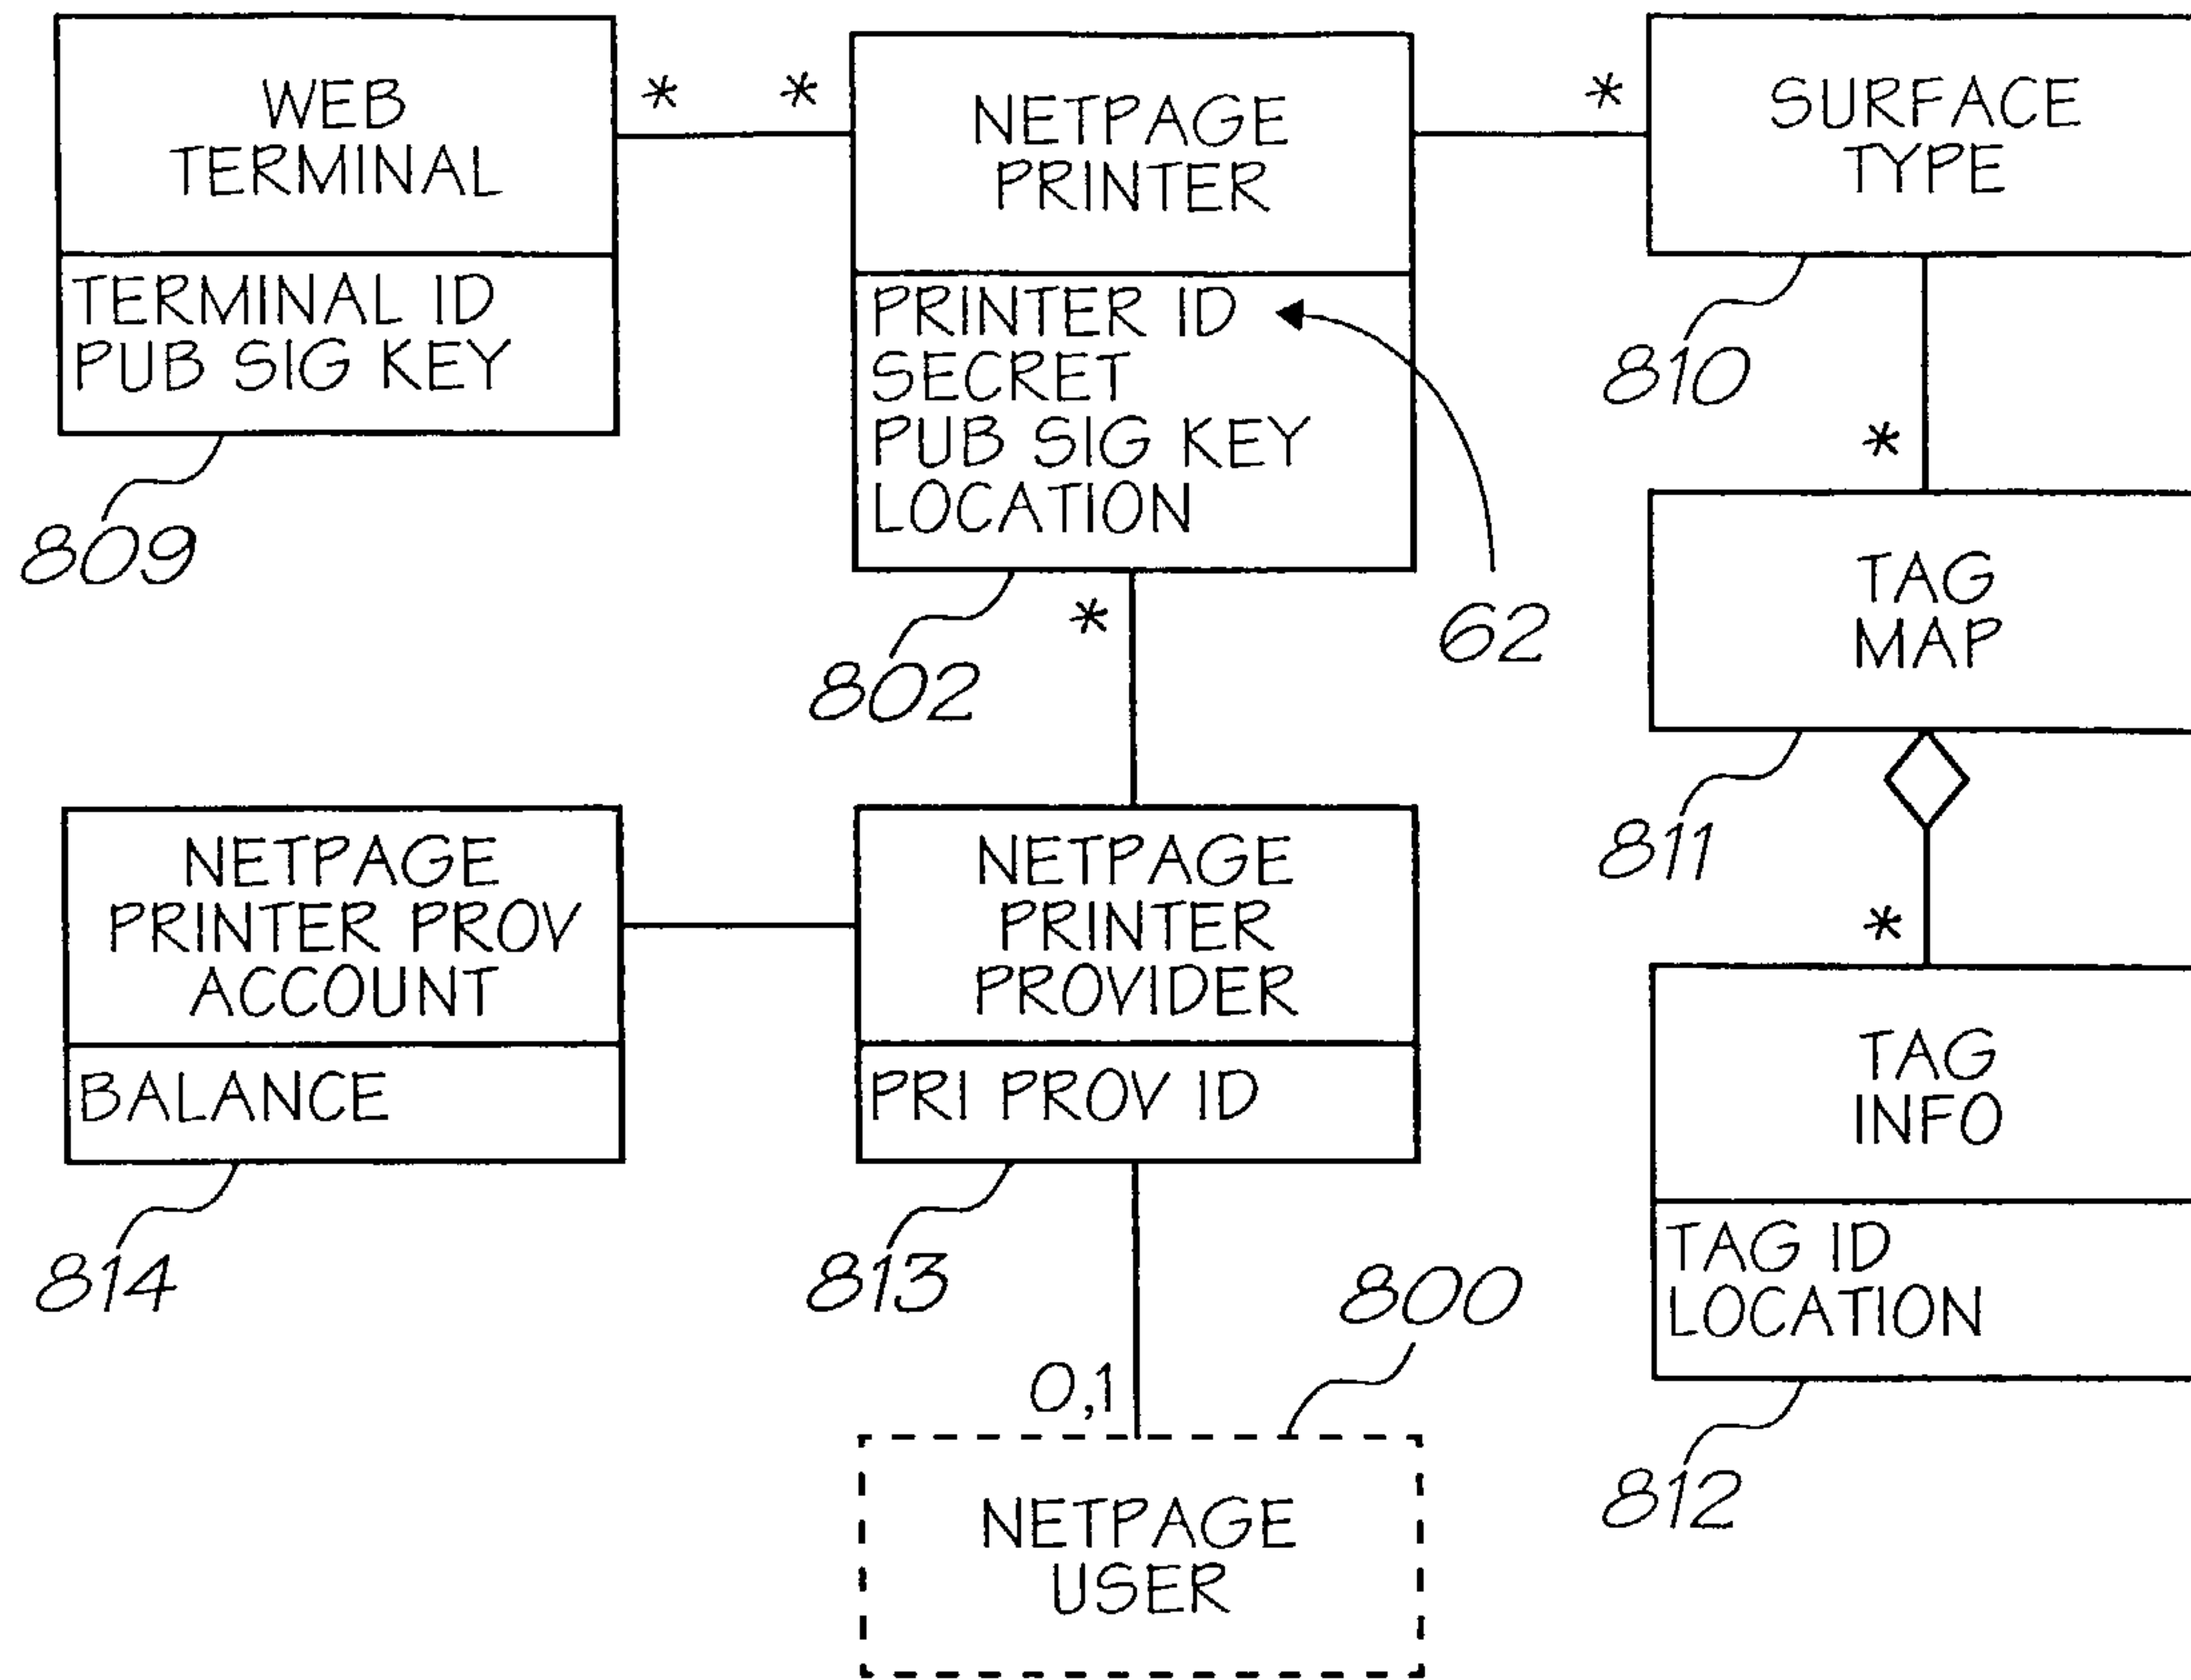 WEB
TERMINAL
TERMINAL ID
PUB SIG KEY
809
*
*
NETPAGE
PRINTER
PRINTER ID
SECRET
PUB SIG KEY
LOCATION
62
802
*
*
SURFACE
TYPE
810
*
TAG
MAP
811
*
TAG
INFO
TAG ID
LOCATION
812
NETPAGE
PRINTER PROV
ACCOUNT
BALANCE
814
NETPAGE
PRINTER
PROVIDER
PRI PROV ID
813
0,1
800
NETPAGE
USER